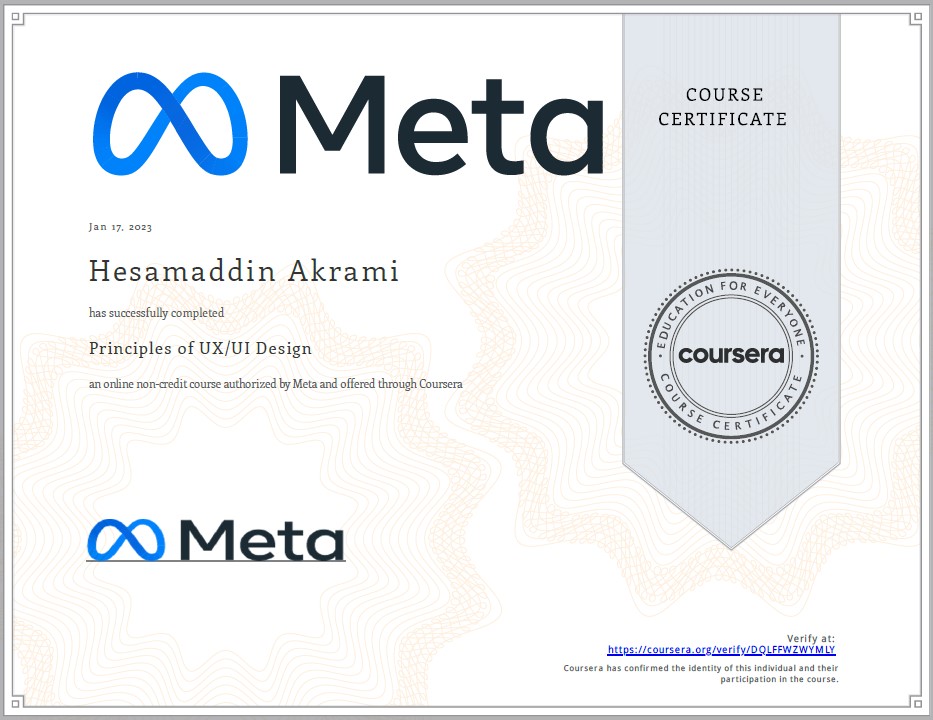 Meta
COURSE
CERTIFICATE
Jan 17, 2023
Hesamaddin Akrami
has successfully completed
Principles of UX/UI Design
an online non-credit course authorized by Meta and offered through Coursera
EDUCATION FOR EVERYONE
coursera
COURSE CERTIFICATE
Meta
Verify at:
https://coursera.org/verify/DQLFFWZWYMLY
Coursera has confirmed the identity of this individual and their
participation in the course.